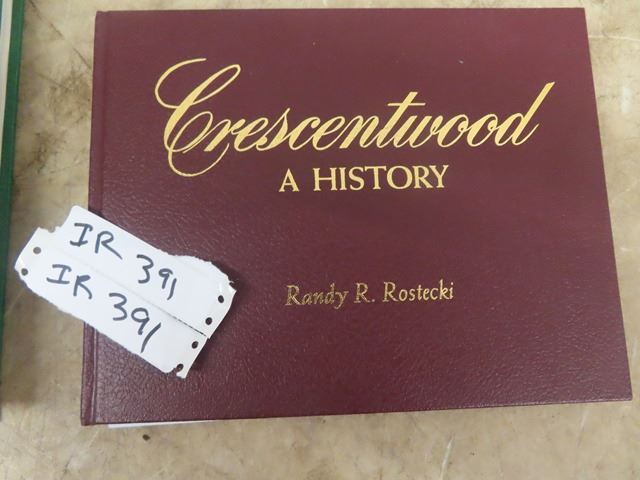 Crescentwood
A HISTORY
Randy R. Rostecki
IR 391
IR 391